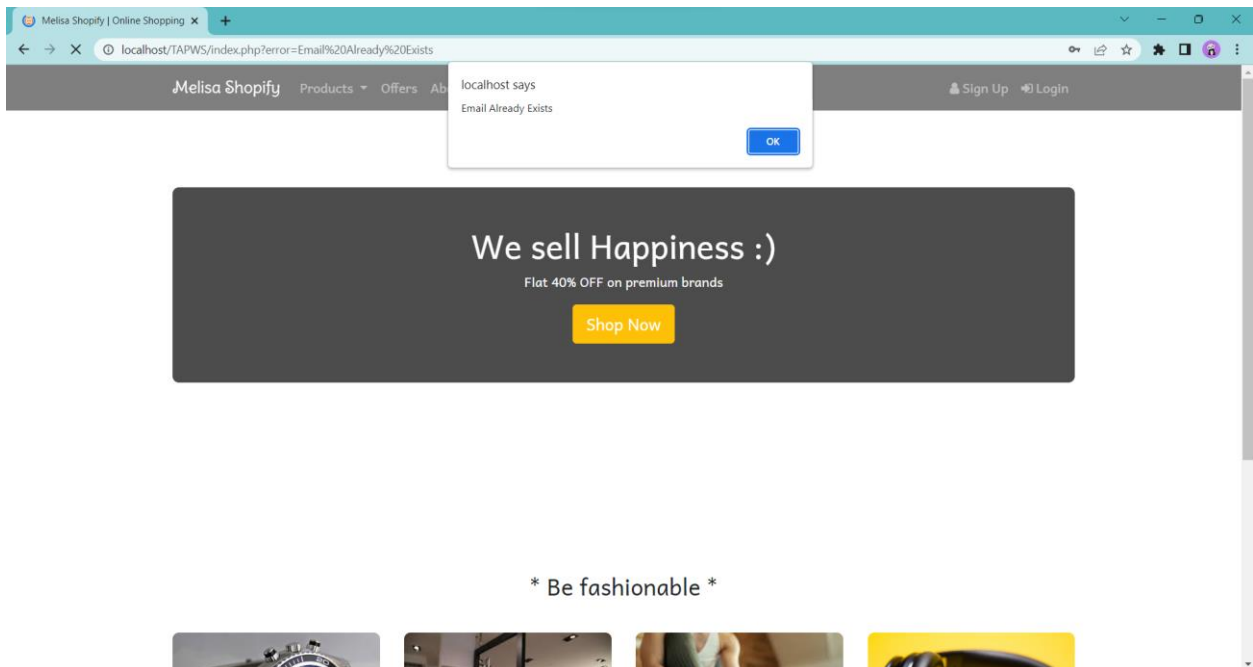 Melisa Shopify | Online Shopping
localhost/TAPWS/index.php?error=Email%20Already%20Exists
Melisa Shopify Products Offers Ab
Sign Up Login
localhost says
Email Already Exists
OK
We sell Happiness :)
Flat 40% OFF on premium brands
Shop Now
* Be fashionable *